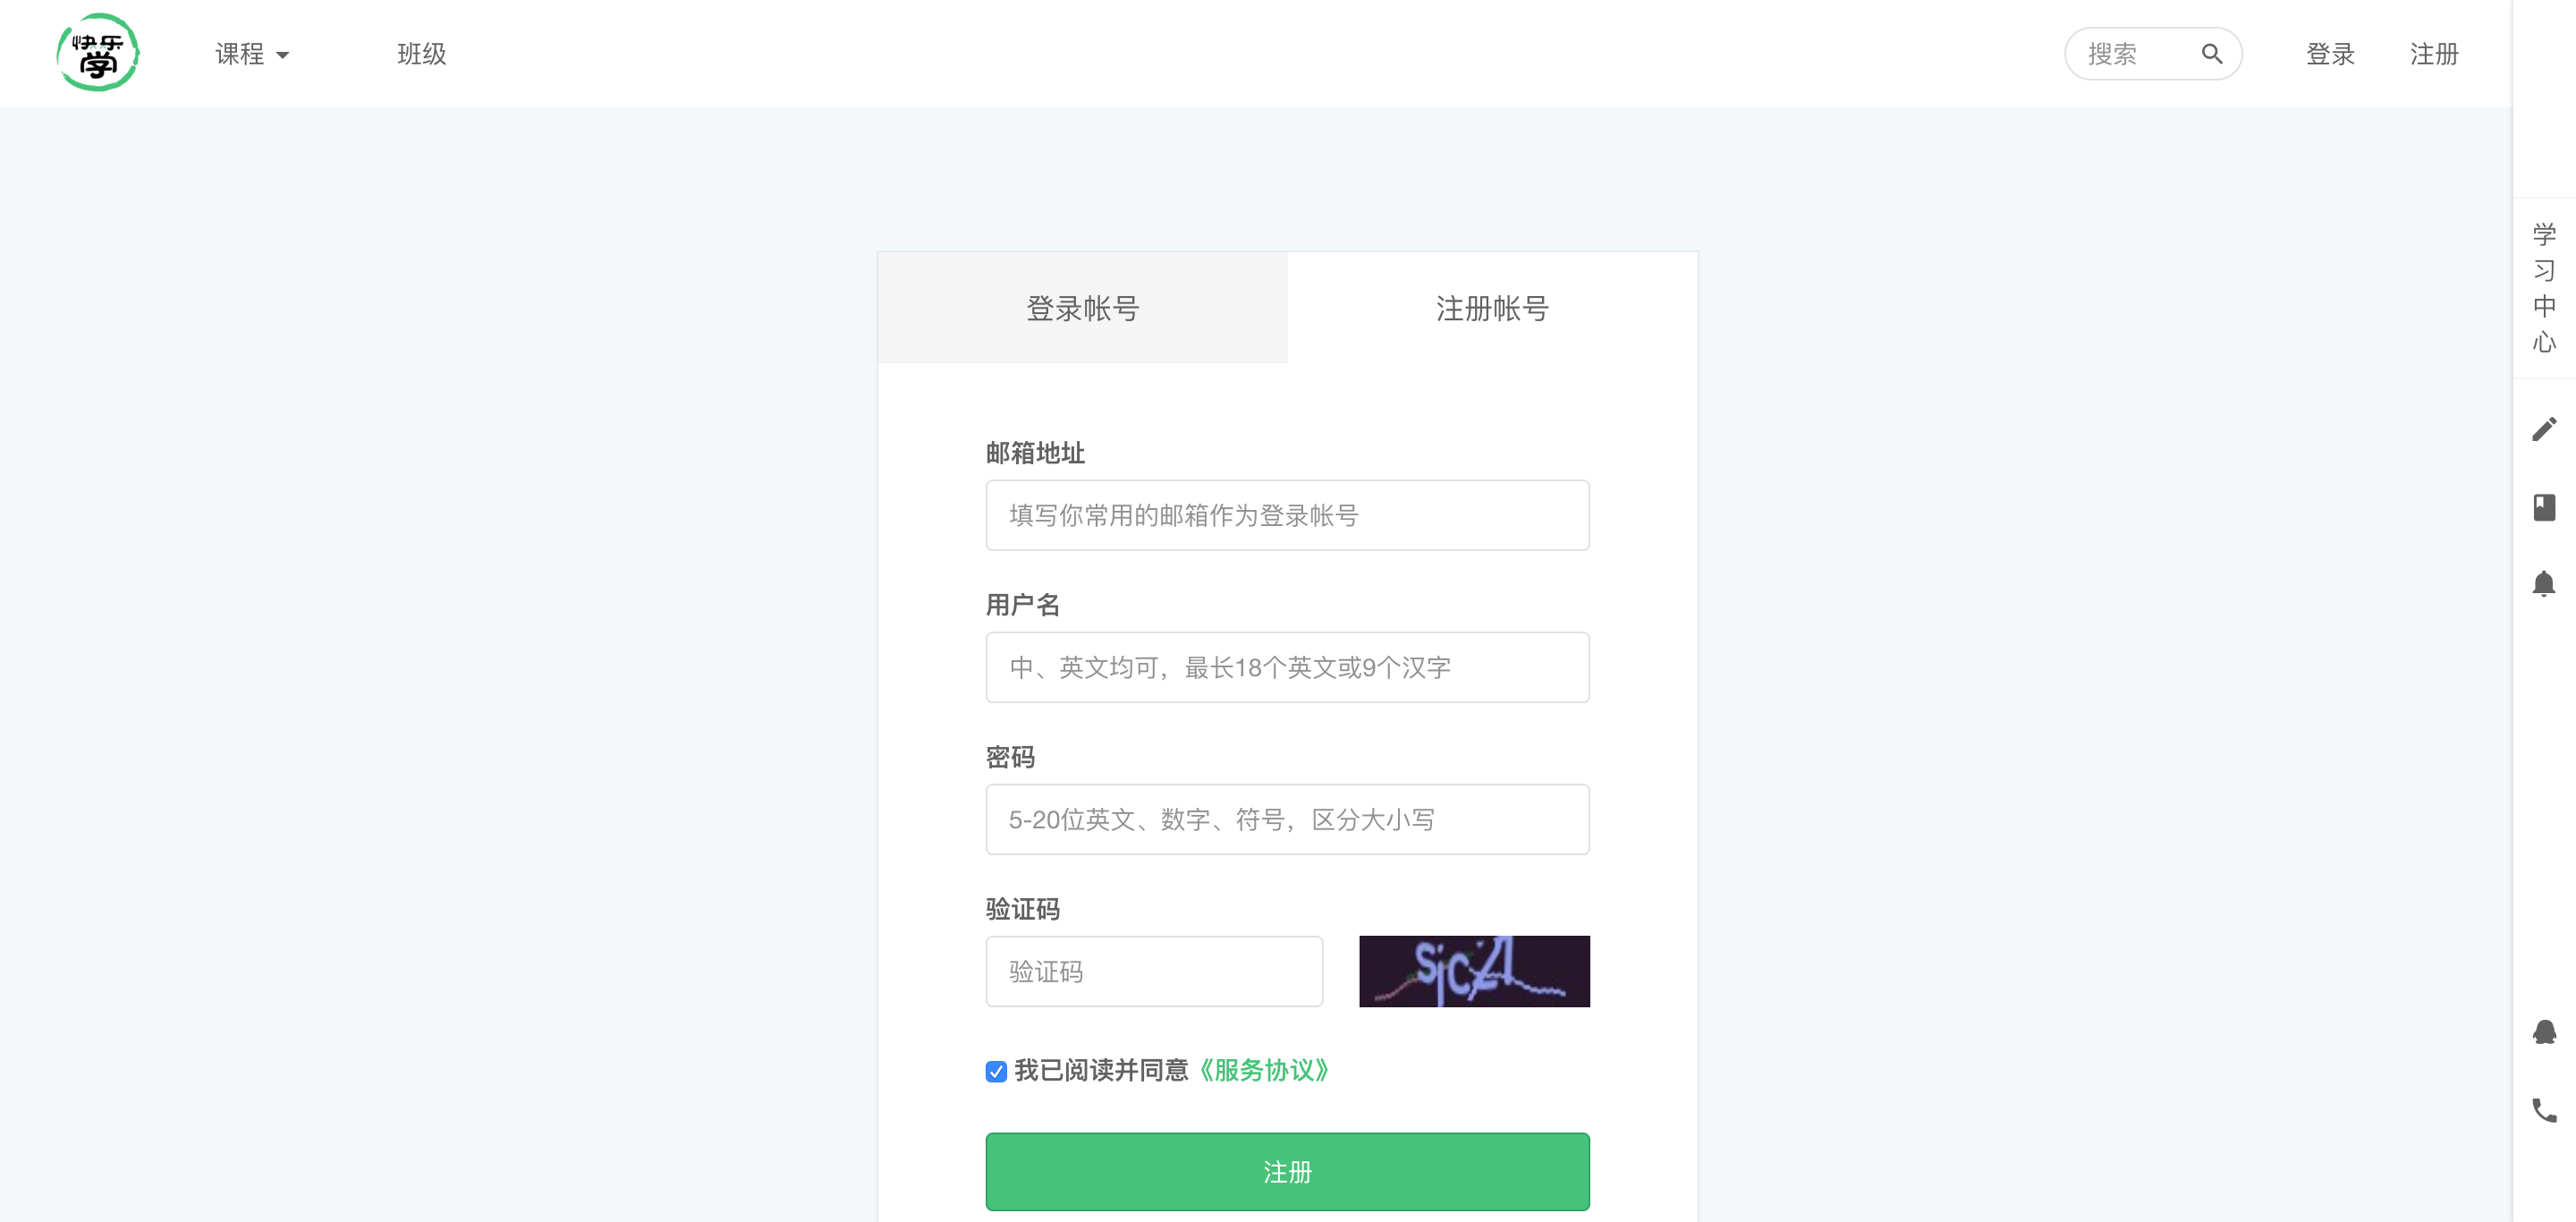 快乐
学
课程
班级
搜索
登录
注册
登录帐号
注册帐号
邮箱地址
填写你常用的邮箱作为登录帐号
用户名
中、英文均可，最长18个英文或9个汉字
密码
5-20位英文、数字、符号，区分大小写
验证码
验证码
我已阅读并同意《服务协议》
注册
学
习
中
心